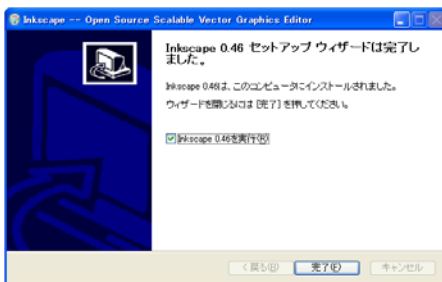 Inkscape -- Open Source Scalable Vector Graphics Editor
Inkscape 0.46 セットアップ ウィザードは完了し
ました。
Inkscape 0.46は、このコンピュータにインストールされました。
ウィザードを閉じるには [完了] を押してください。
Inkscape 0.46を実行(R)
< 戻る(B)
完了(F)
キャンセル